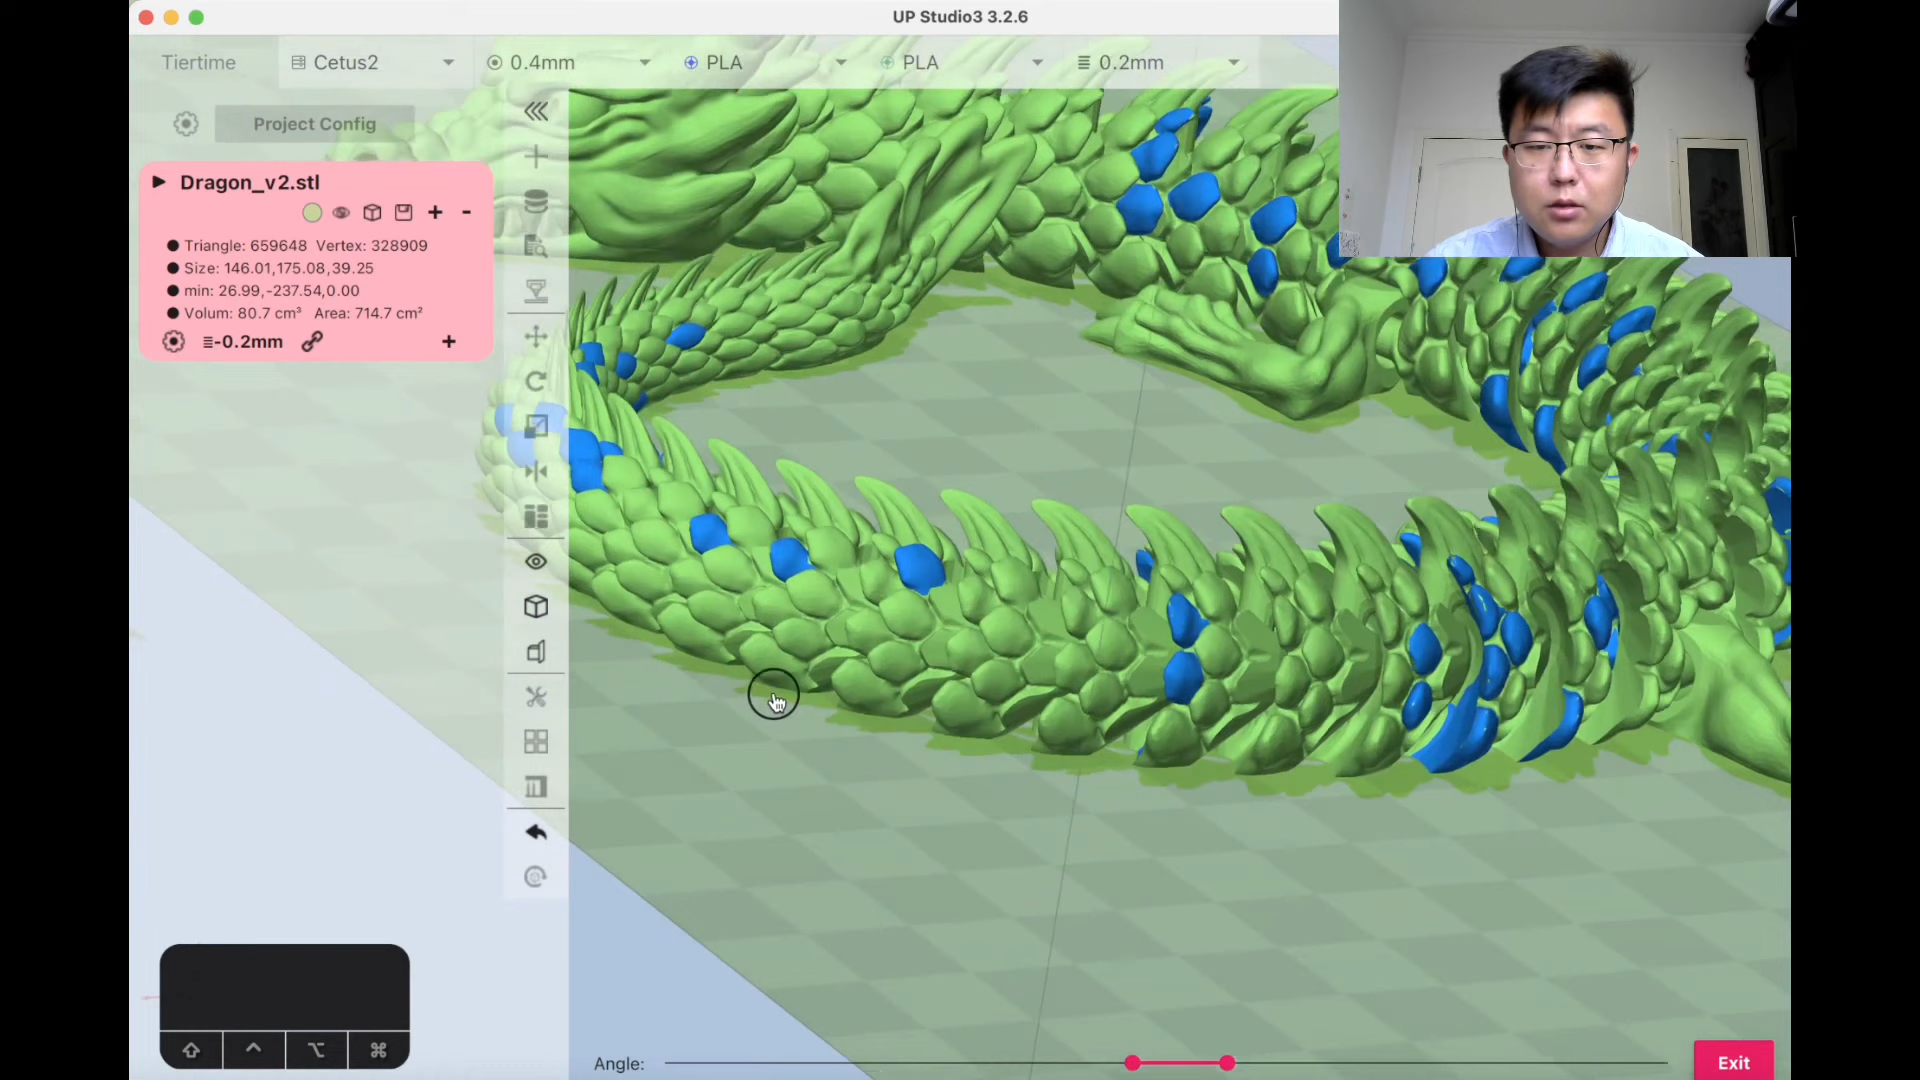 UP Studio3 3.2.6
Tiertime Cetus2 0.4mm PLA PLA 0.2mm
Project Config
Dragon_v2.stl
Triangle: 659648 Vertex: 328909
Size: 146.01,175.08,39.25
min: 26.99,-237.54,0.00
Volum: 80.7 cm³ Area: 714.7 cm²
-0.2mm
Angle:
Exit